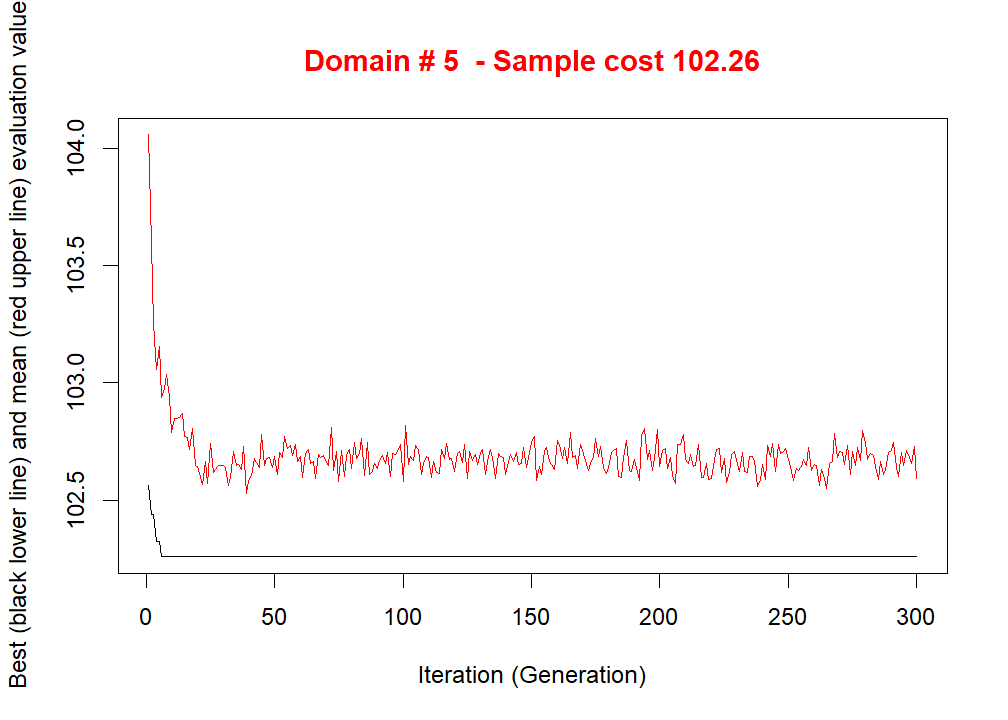 Domain # 5  - Sample cost 102.26
Best (black lower line) and mean (red upper line) evaluation value
104.0
103.5
103.0
102.5
0 50 100 150 200 250 300
Iteration (Generation)